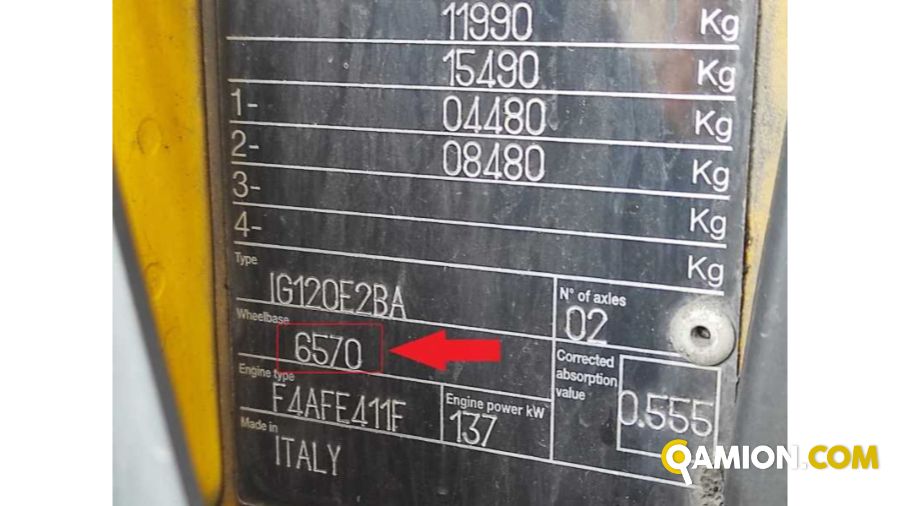 11990 Kg
15490 Kg
1- 04480 Kg
2- 08480 Kg
3- Kg
4- Kg
Type
IG120E2BA
N° of axles
02
Wheelbase
6570
Corrected absorption value
0.555
Engine type
F4AFE411F
Engine power kW
137
Made in
ITALY
QAMION.COM